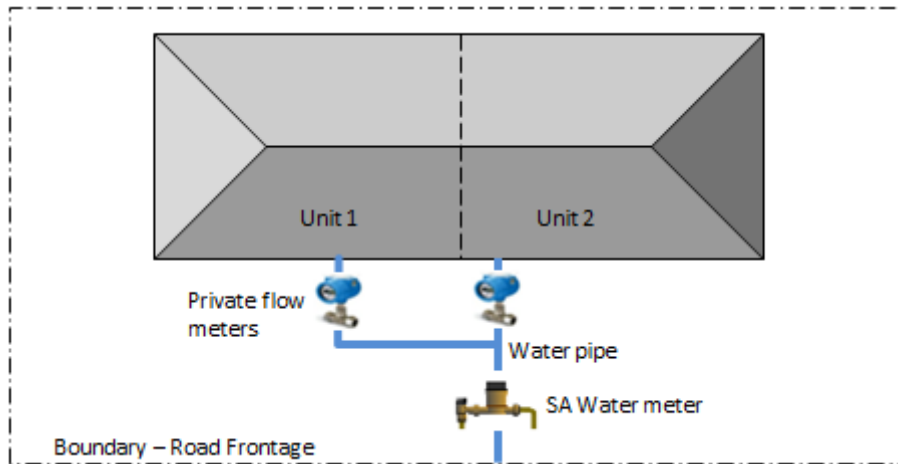 Unit 1
Unit 2
Private flow
meters
Water pipe
SA Water meter
Boundary – Road Frontage